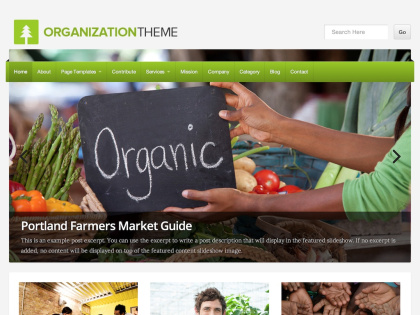 ORGANIZATIONTHEME
Search Here
Go
Home About Page Templates Contribute Services Mission Company Category Blog Contact
Organic
Portland Farmers Market Guide
This is an example post excerpt. You can use the excerpt to write a post description that will display in the featured slideshow. If no excerpt is
added, no content will be displayed on top of the featured content slideshow image.